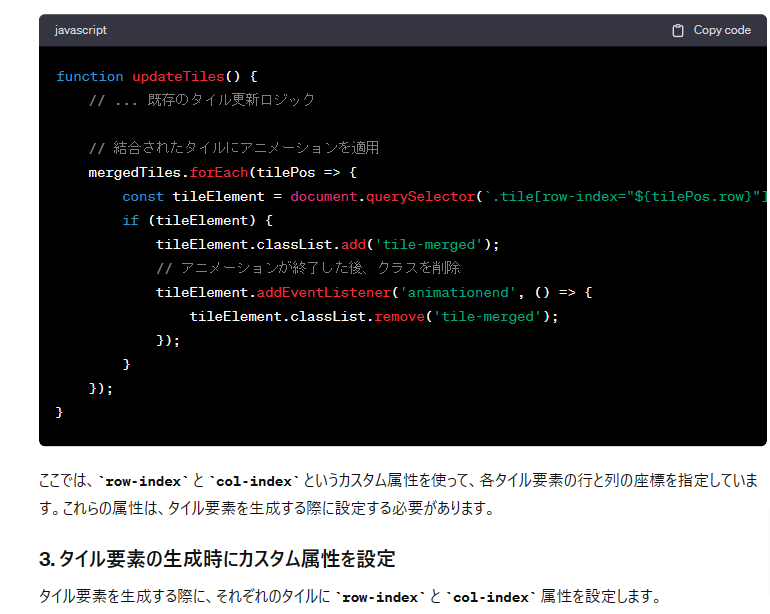 javascript Copy code
function updateTiles() {
// ... 既存のタイル更新ロジック
// 結合されたタイルにアニメーションを適用
mergedTiles.forEach(tilePos => {
const tileElement = document.querySelector(`.tile[row-index="${tilePos.row}"]
if (tileElement) {
tileElement.classList.add('tile-merged');
// アニメーションが終了した後、クラスを削除
tileElement.addEventListener('animationend', () => {
tileElement.classList.remove('tile-merged');
});
}
});
}
ここでは、`row-index` と `col-index` というカスタム属性を使って、各タイル要素の行と列の座標を指定していま
す。これらの属性は、タイル要素を生成する際に設定する必要があります。
3. タイル要素の生成時にカスタム属性を設定
タイル要素を生成する際に、それぞれのタイルに `row-index` と `col-index` 属性を設定します。